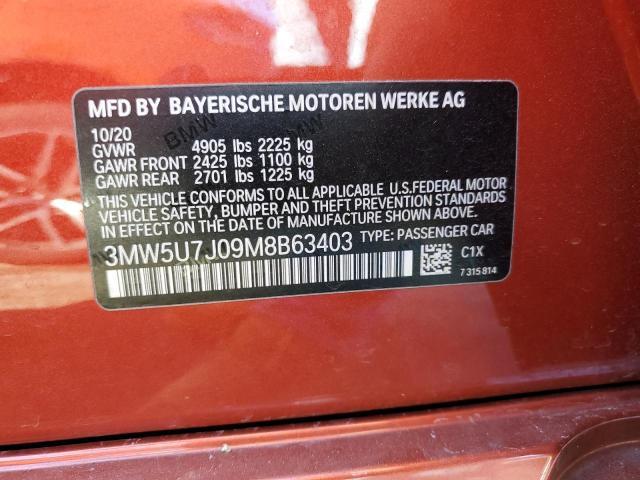 MFD BY BAYERISCHE MOTOREN WERKE AG
10/20
GVWR 4905 lbs 2225 kg
GAWR FRONT 2425 lbs 1100 kg
GAWR REAR 2701 lbs 1225 kg
THIS VEHICLE CONFORMS TO ALL APPLICABLE U.S.FEDERAL MOTOR
VEHICLE SAFETY, BUMPER AND THEFT PREVENTION STANDARDS
IN EFFECT ON THE DATE OF MANUFACTURE SHOWN ABOVE.
3MW5U7J09M8B63403 TYPE: PASSENGER CAR
C1X
7 315 814
BMW